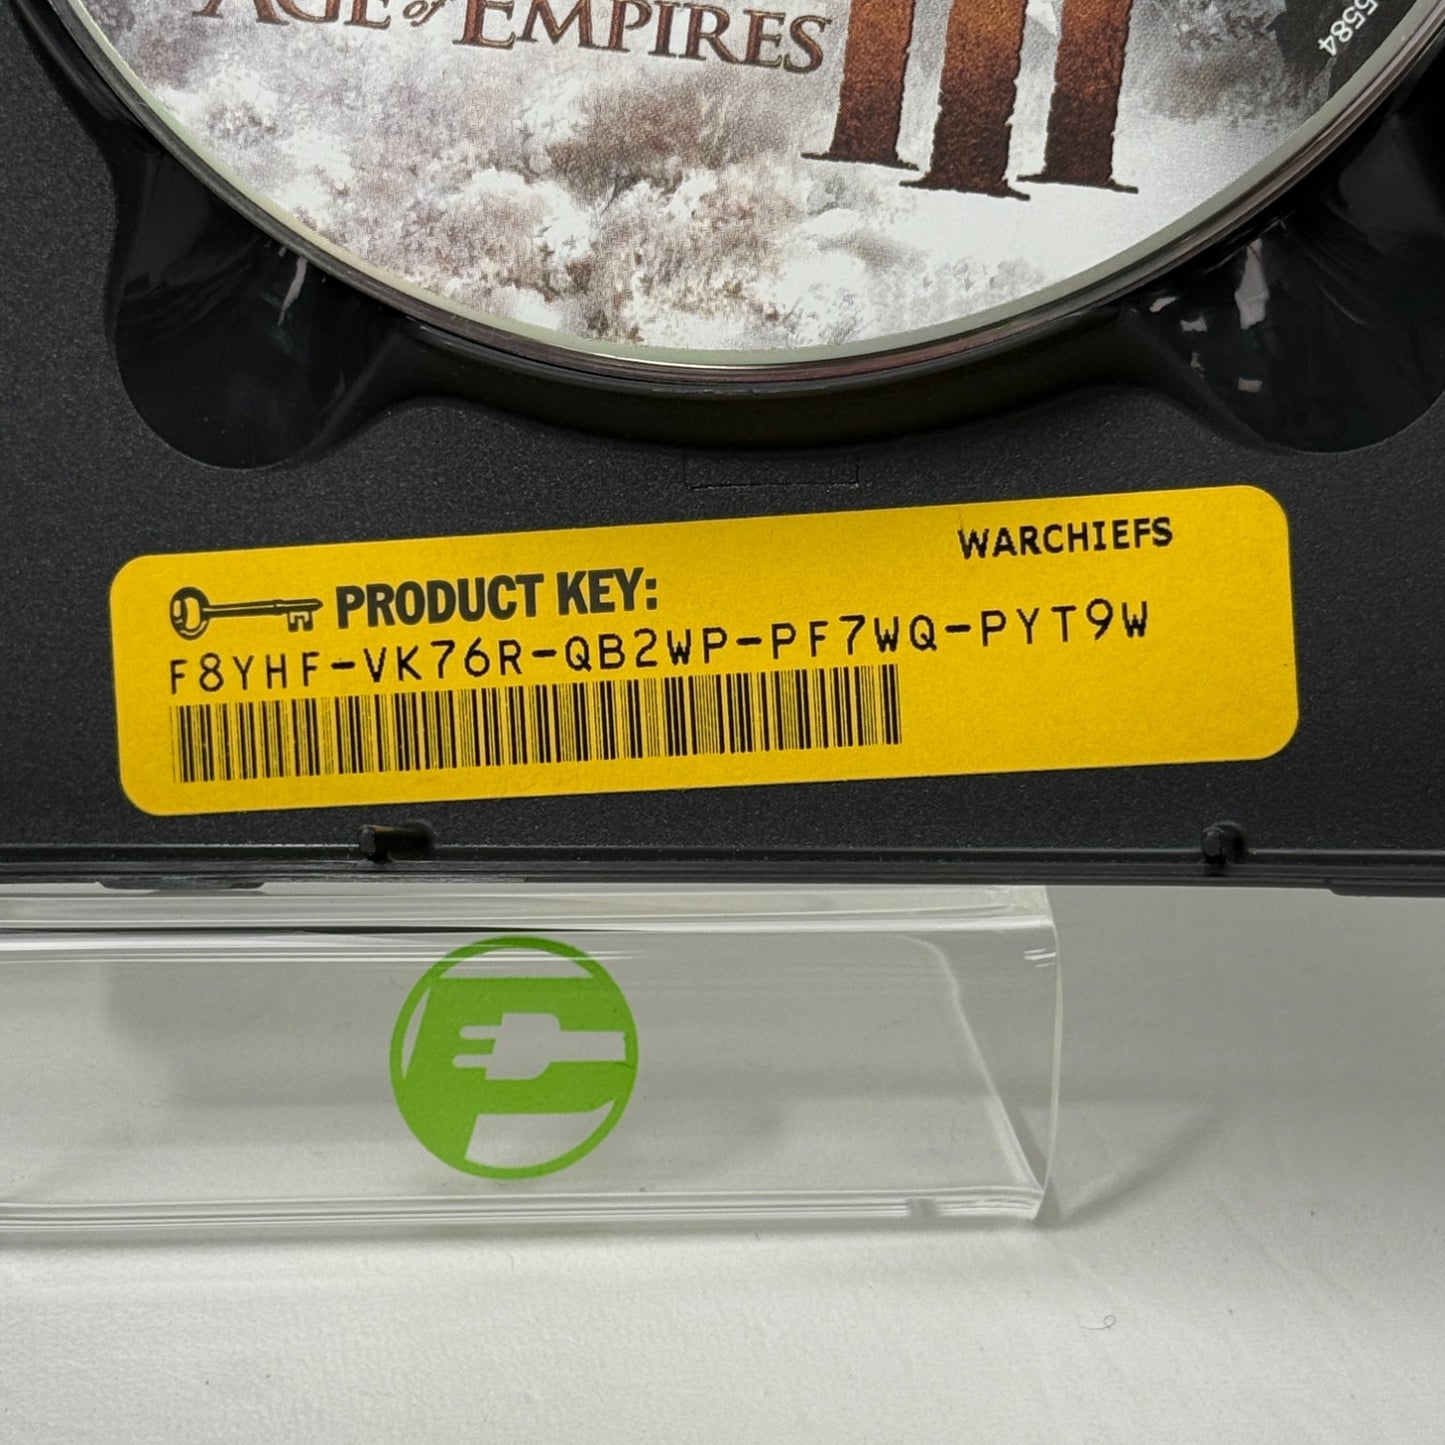 AGE of EMPIRES III
5584
WARCHIEFS
PRODUCT KEY:
F8YHF-VK76R-QB2WP-PF7WQ-PYT9W